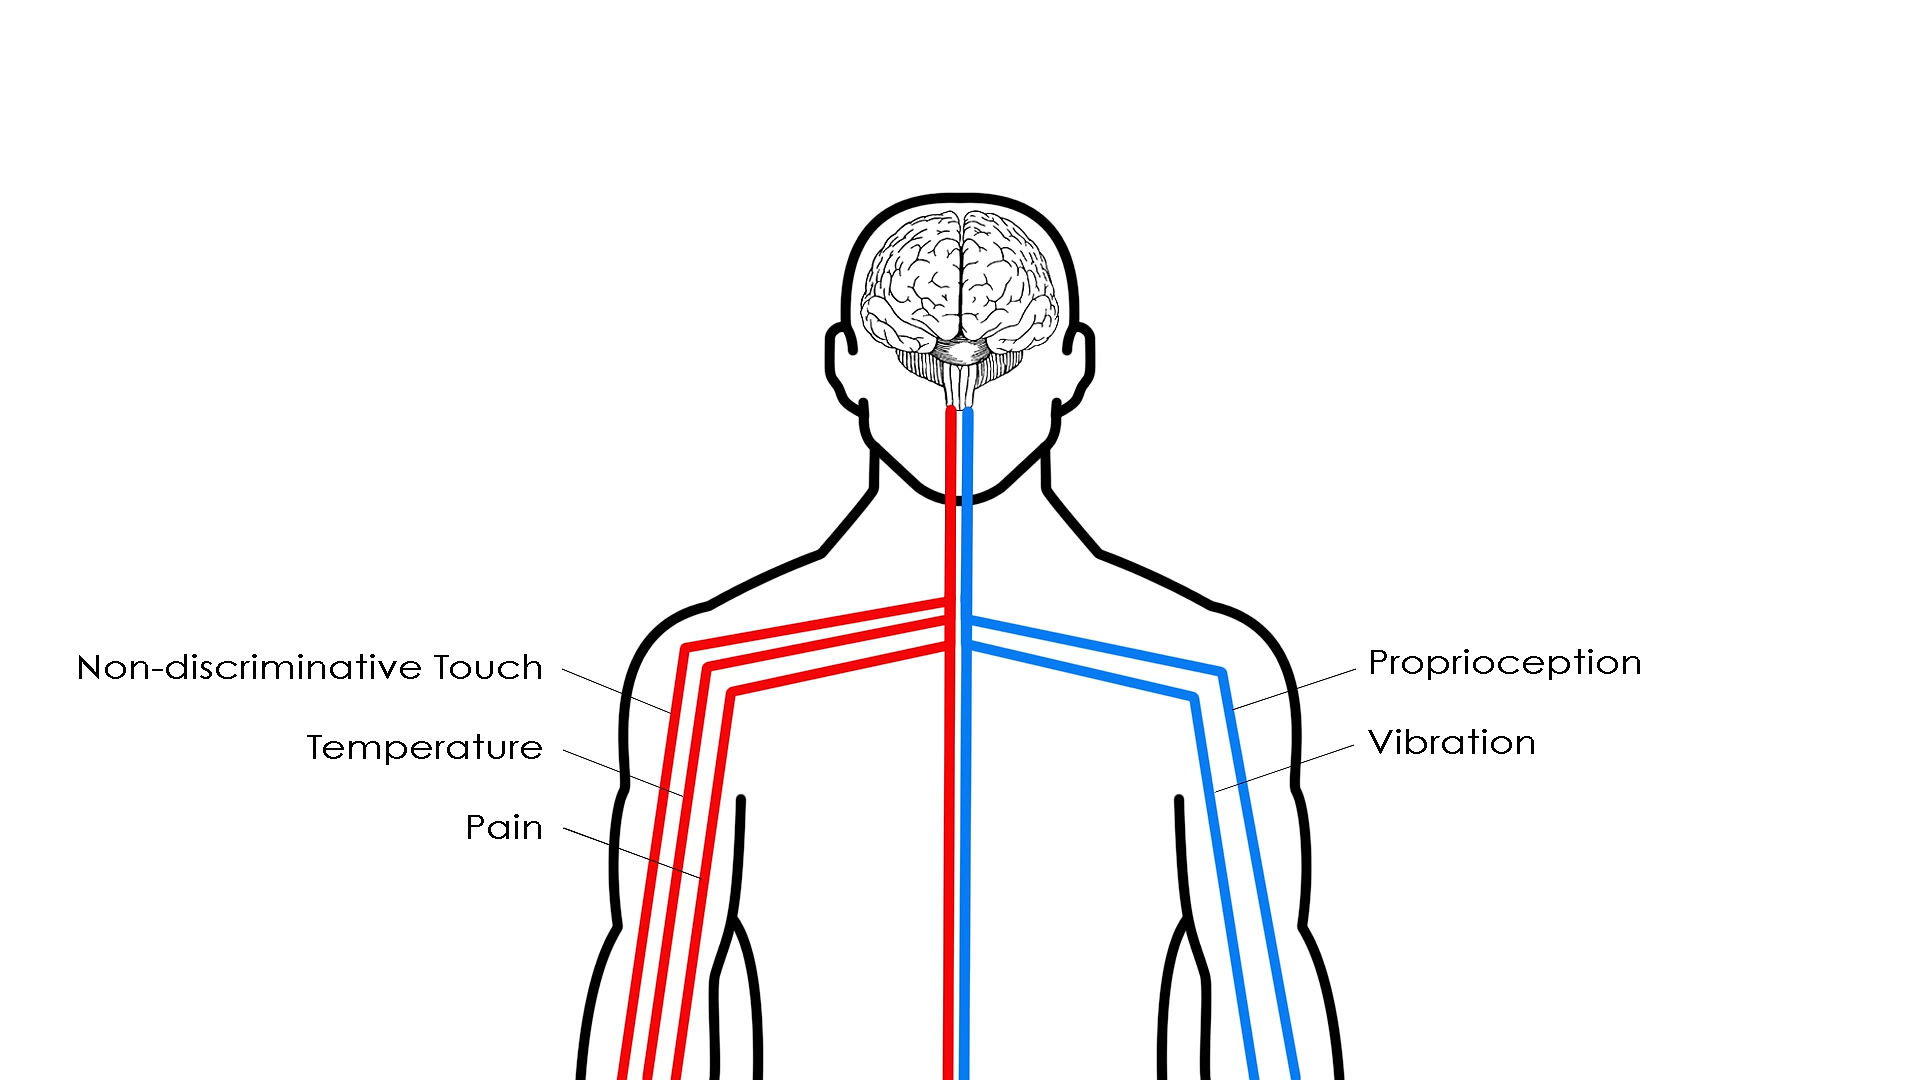 Non-discriminative Touch
Temperature
Pain
Proprioception
Vibration